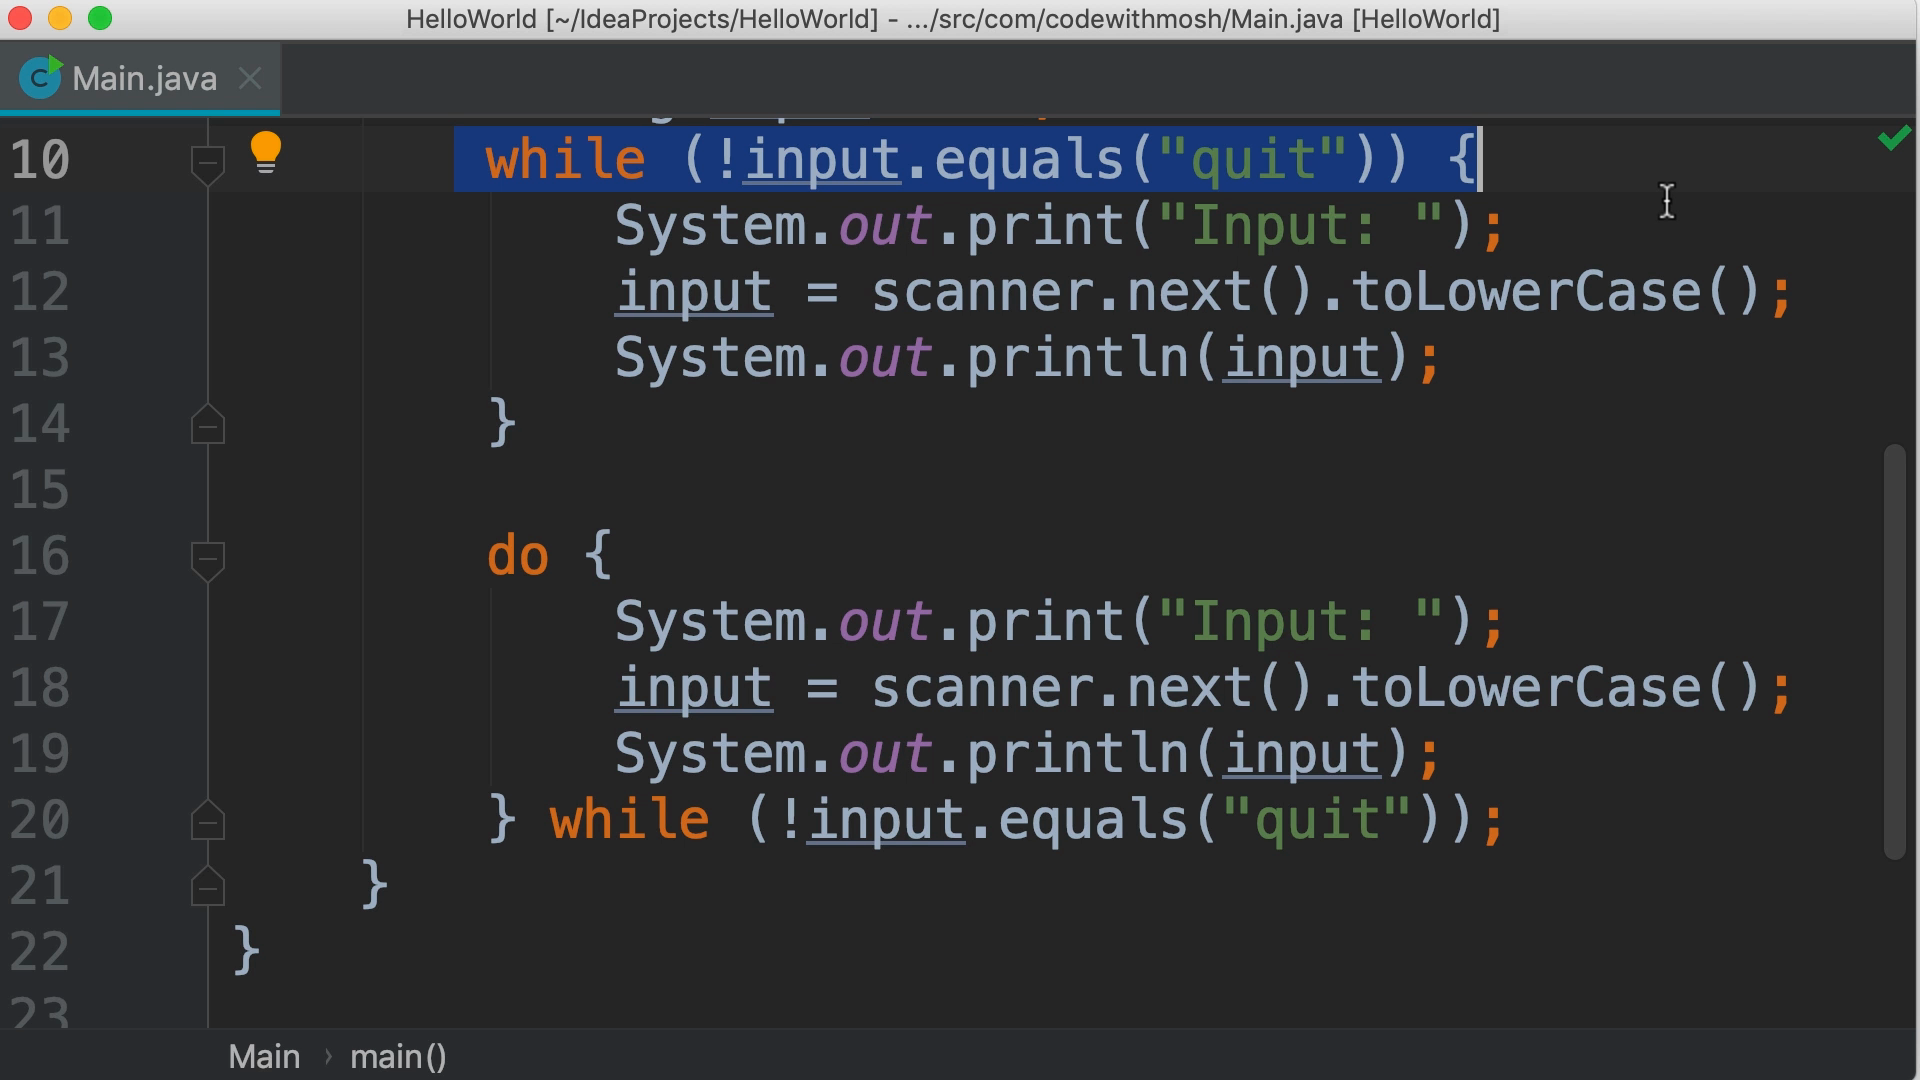 HelloWorld [~/IdeaProjects/HelloWorld] - .../src/com/codewithmosh/Main.java [HelloWorld]
C Main.java
10 while (!input.equals("quit")) {
11 System.out.print("Input: ");
12 input = scanner.next().toLowerCase();
13 System.out.println(input);
14 }
15
16 do {
17 System.out.print("Input: ");
18 input = scanner.next().toLowerCase();
19 System.out.println(input);
20 } while (!input.equals("quit"));
21 }
22 }
23
Main › main()